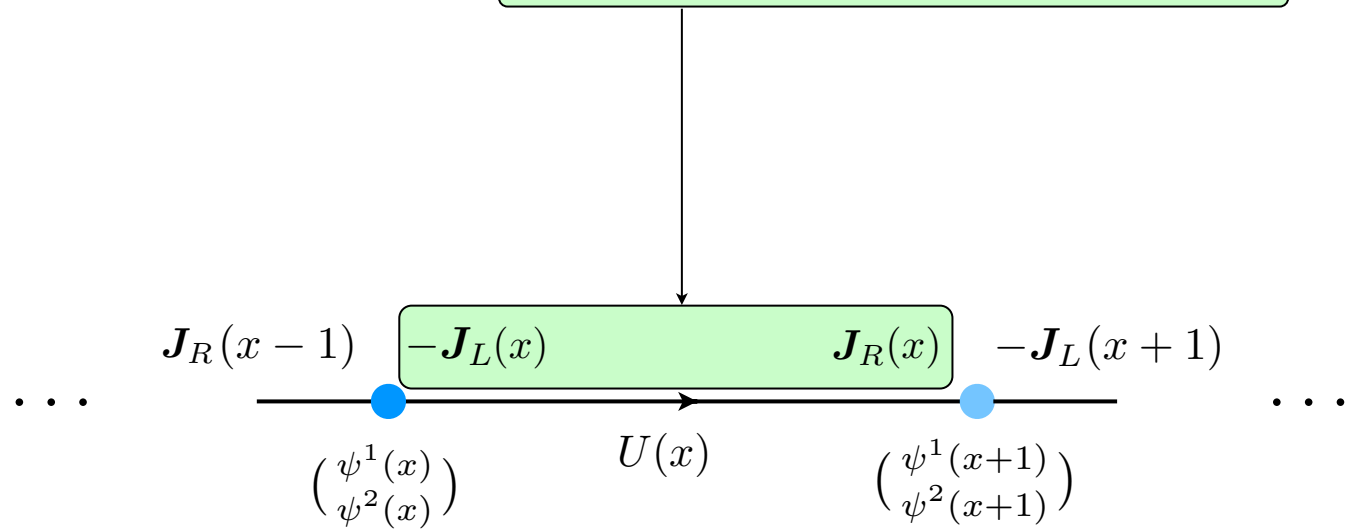 J_R(x − 1) −J_L(x) J_R(x) −J_L(x + 1)
· · · · · ·
U(x)
(ψ^1(x) ψ^2(x)) (ψ^1(x+1) ψ^2(x+1))